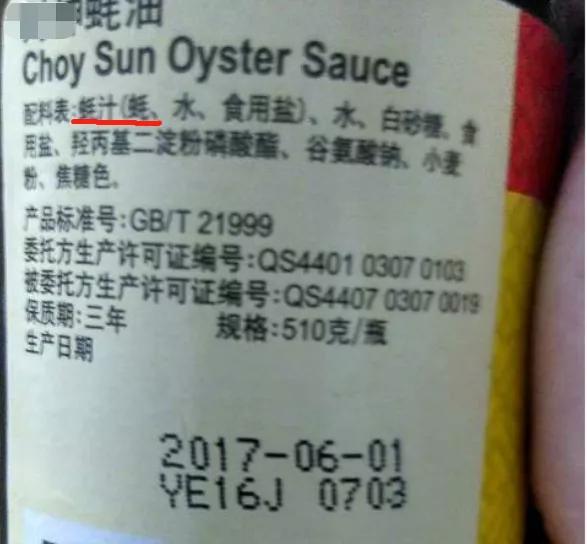 蚝油
Choy Sun Oyster Sauce
配料表:蚝汁(蚝、水、食用盐)、水、白砂糖、食
用盐、羟丙基二淀粉磷酸酯、谷氨酸钠、小麦
粉、焦糖色。
产品标准号:GB/T 21999
委托方生产许可证编号:QS4401 0307 0103
被委托方生产许可证编号:QS4407 0307 0019
保质期:三年 规格:510克/瓶
生产日期
2017-06-01
YE16J 0703